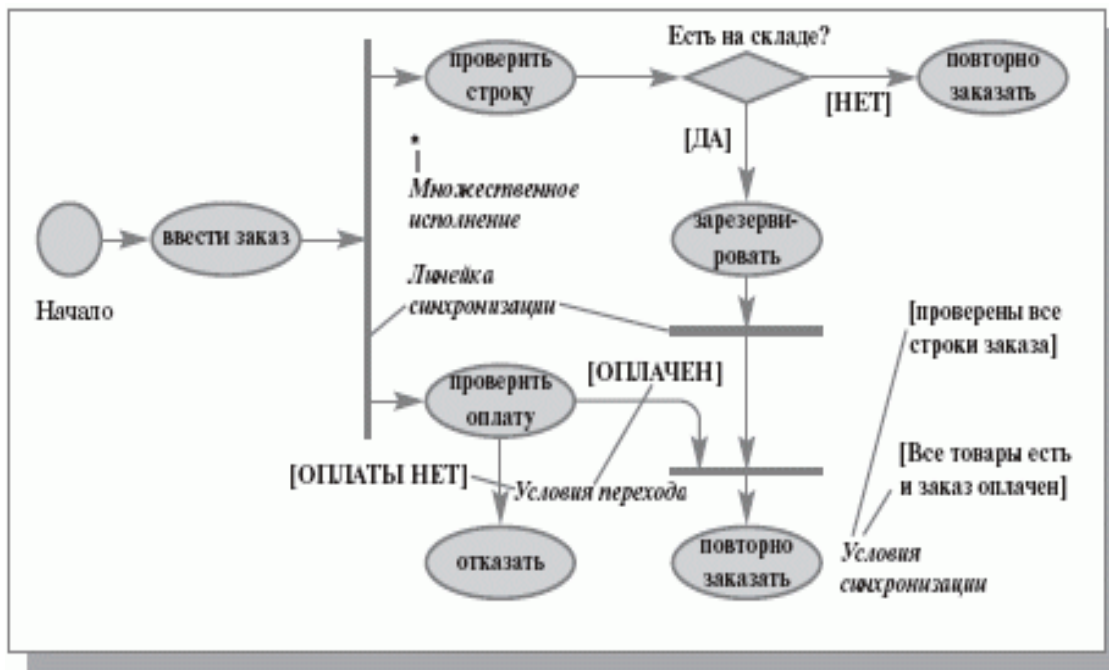 Есть на складе?
проверить
строку
повторно
заказать
[НЕТ]
[ДА]
*
Множественное
исполнение
ввести заказ
зарезерви-
ровать
Начало
Линейка
синхронизации
[проверены все
строки заказа]
проверить
оплату
[ОПЛАЧЕН]
[ОПЛАТЫ НЕТ]
Условия перехода
[Все товары есть
и заказ оплачен]
отказать
повторно
заказать
Условия
синхронизации